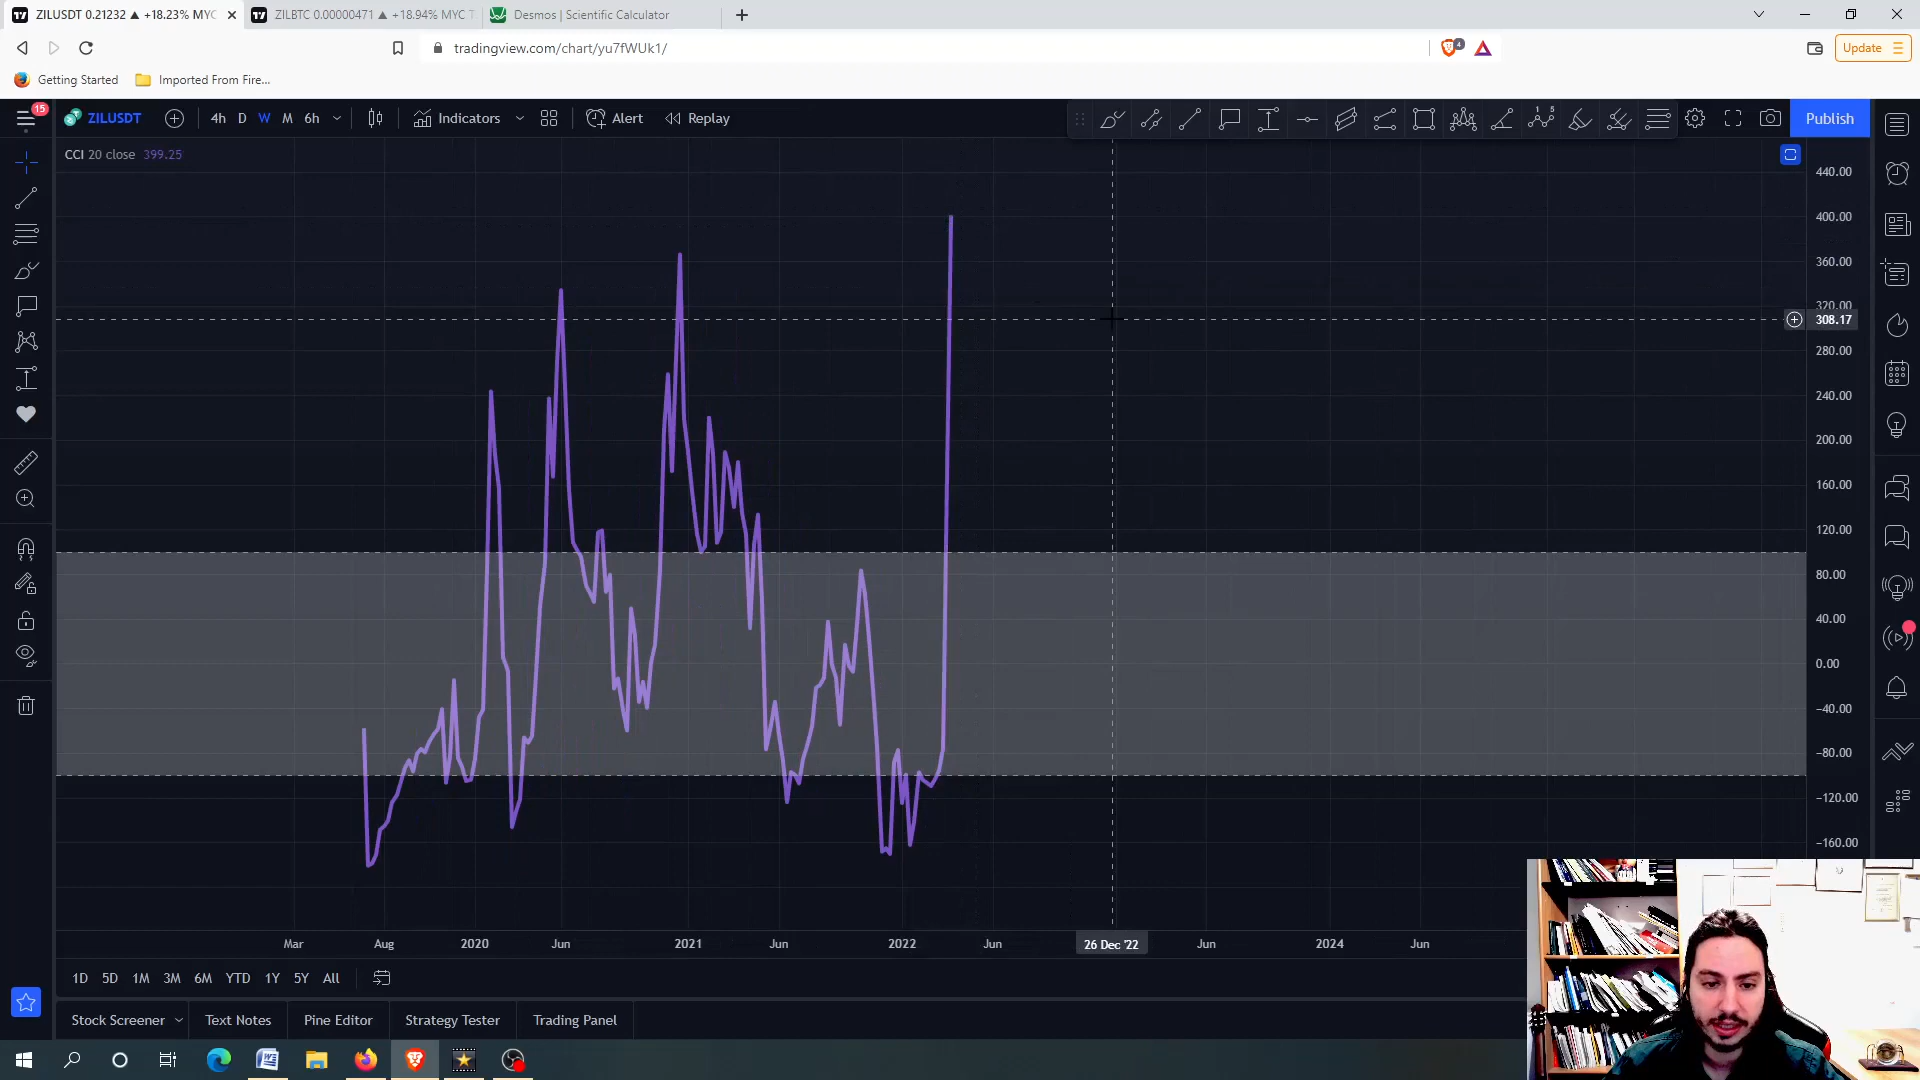 ZILUSDT 0.21232 ▲ +18.23% MYC
ZILBTC 0.00000471 ▲ +18.94% MYC T
Desmos | Scientific Calculator
tradingview.com/chart/yu7fWUk1/
4
Update
Getting Started
Imported From Fire...
15
ZILUSDT
4h D W M 6h
Indicators
Alert
Replay
1 5
Publish
CCI 20 close 399.25
440.00
400.00
360.00
320.00
308.17
280.00
240.00
200.00
160.00
120.00
80.00
40.00
0.00
−40.00
−80.00
−120.00
−160.00
Mar Aug 2020 Jun 2021 Jun 2022 Jun 26 Dec '22 Jun 2024 Jun
1D 5D 1M 3M 6M YTD 1Y 5Y All
Stock Screener Text Notes Pine Editor Strategy Tester Trading Panel